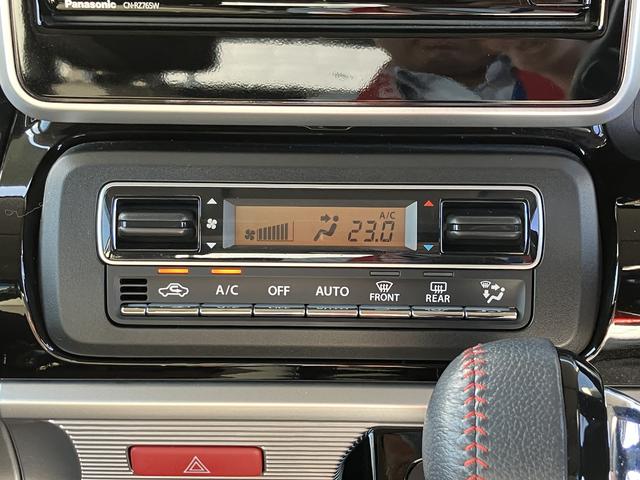 Panasonic CN-RZ765W
A/C
23.0
A/C OFF AUTO FRONT REAR